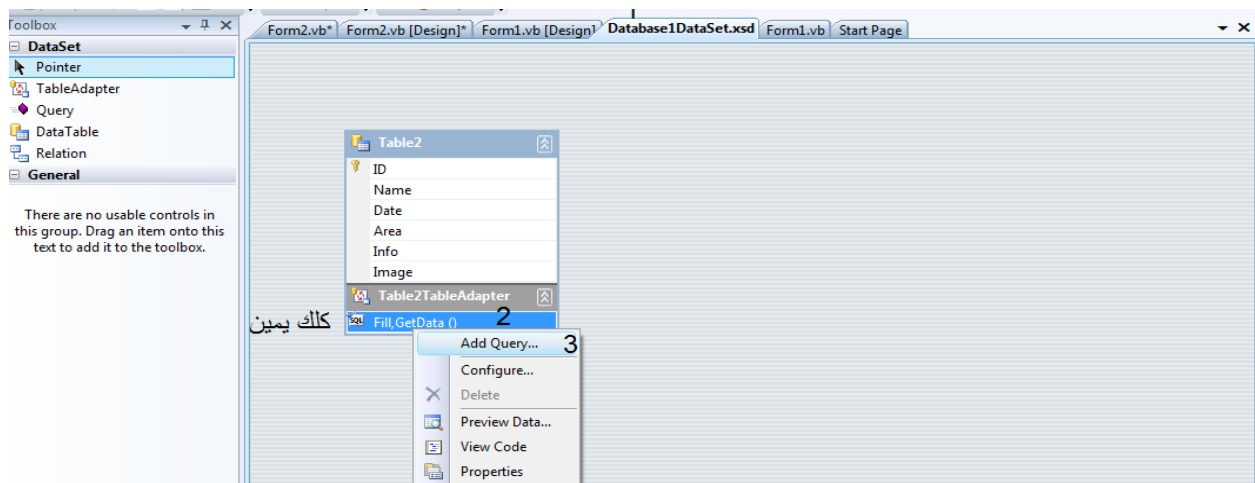 Toolbox
DataSet
Pointer
TableAdapter
Query
DataTable
Relation
General
There are no usable controls in
this group. Drag an item onto this
text to add it to the toolbox.
Form2.vb* Form2.vb [Design]* Form1.vb [Design] Database1DataSet.xsd Form1.vb Start Page
Table2
ID
Name
Date
Area
Info
Image
Table2TableAdapter
كلك يمين
SQL Fill,GetData () 2
Add Query... 3
Configure...
Delete
Preview Data...
View Code
Properties